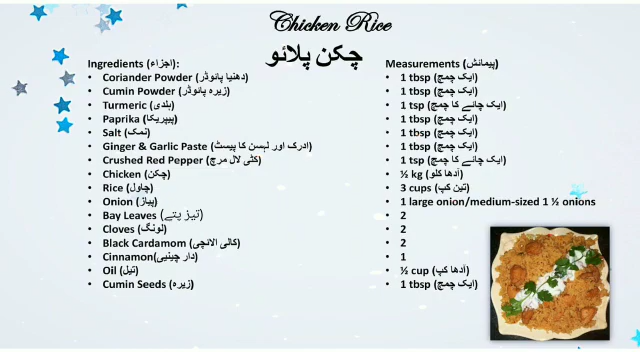 Chicken Rice
چکن پلائو
Ingredients (اجزاء):
• Coriander Powder (دھنیا پائوڈر)
• Cumin Powder (زیرہ پائوڈر)
• Turmeric (ہلدی)
• Paprika (پیپریکا)
• Salt (نمک)
• Ginger & Garlic Paste (ادرک اور لہسن کا پیسٹ)
• Crushed Red Pepper (کٹی لال مرچ)
• Chicken (چکن)
• Rice (چاول)
• Onion (پیاز)
• Bay Leaves (تیز پتے)
• Cloves (لونگ)
• Black Cardamom (کالی الائچی)
• Cinnamon(دار چینی)
• Oil (تیل)
• Cumin Seeds (زیرہ)
Measurements (پیمائش)
• 1 tbsp (ایک چمچ)
• 1 tbsp (ایک چمچ)
• 1 tsp (ایک چائے کا چمچ)
• 1 tbsp (ایک چمچ)
• 1 tbsp (ایک چمچ)
• 1 tbsp (ایک چمچ)
• 1 tsp (ایک چائے کا چمچ)
• ½ kg (آدھا کلو)
• 3 cups (تین کپ)
• 1 large onion/medium-sized 1 ½ onions
• 2
• 2
• 2
• 1
• ½ cup (آدھا کپ)
• 1 tbsp (ایک چمچ)